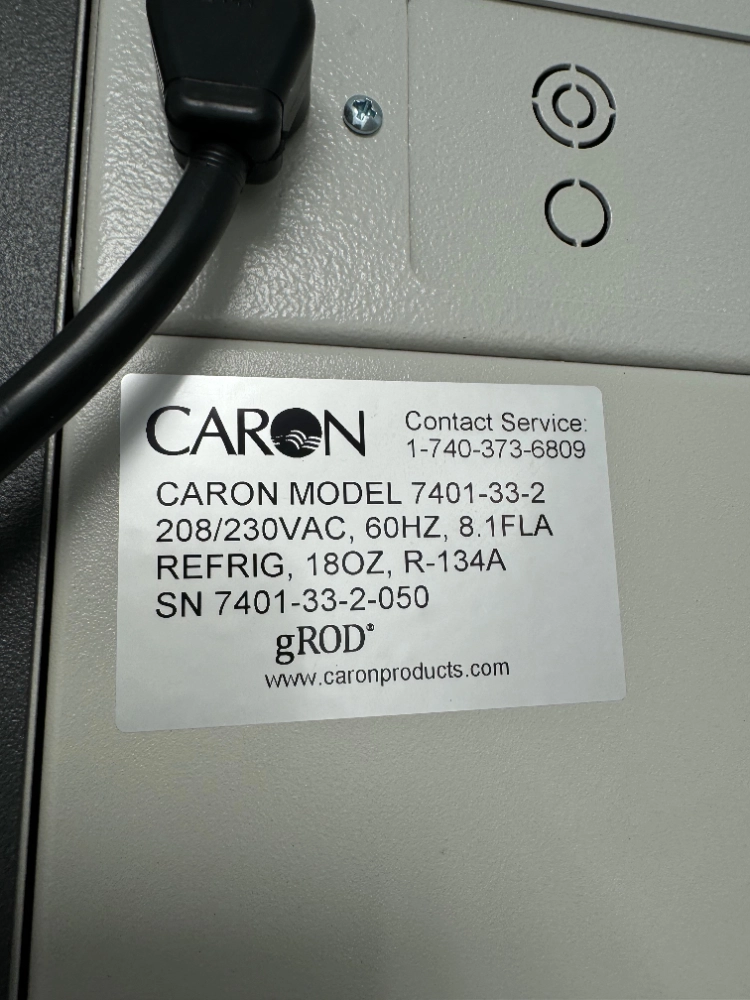 CARON
Contact Service:
1-740-373-6809
CARON MODEL 7401-33-2
208/230VAC, 60HZ, 8.1FLA
REFRIG, 18OZ, R-134A
SN 7401-33-2-050
gROD®
www.caronproducts.com